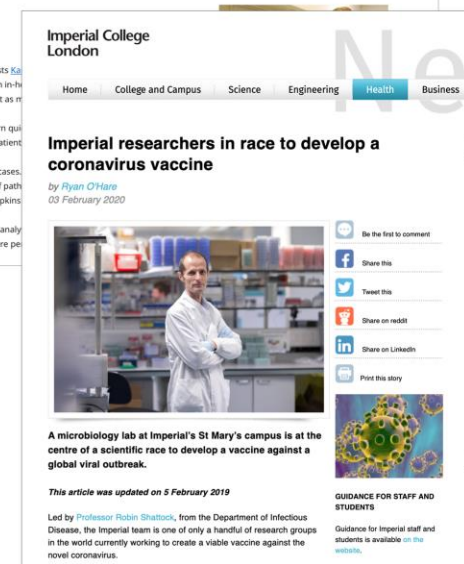 Imperial College
London
Ne
Home College and Campus Science Engineering Health Business
Imperial researchers in race to develop a
coronavirus vaccine
by Ryan O'Hare
03 February 2020
Be the first to comment
Share this
Tweet this
Share on reddit
Share on LinkedIn
Print this story
A microbiology lab at Imperial's St Mary's campus is at the
centre of a scientific race to develop a vaccine against a
global viral outbreak.
This article was updated on 5 February 2019
Led by Professor Robin Shattock, from the Department of Infectious
Disease, the Imperial team is one of only a handful of research groups
in the world currently working to create a viable vaccine against the
novel coronavirus.
GUIDANCE FOR STAFF AND
STUDENTS
Guidance for Imperial staff and
students is available on the
website.